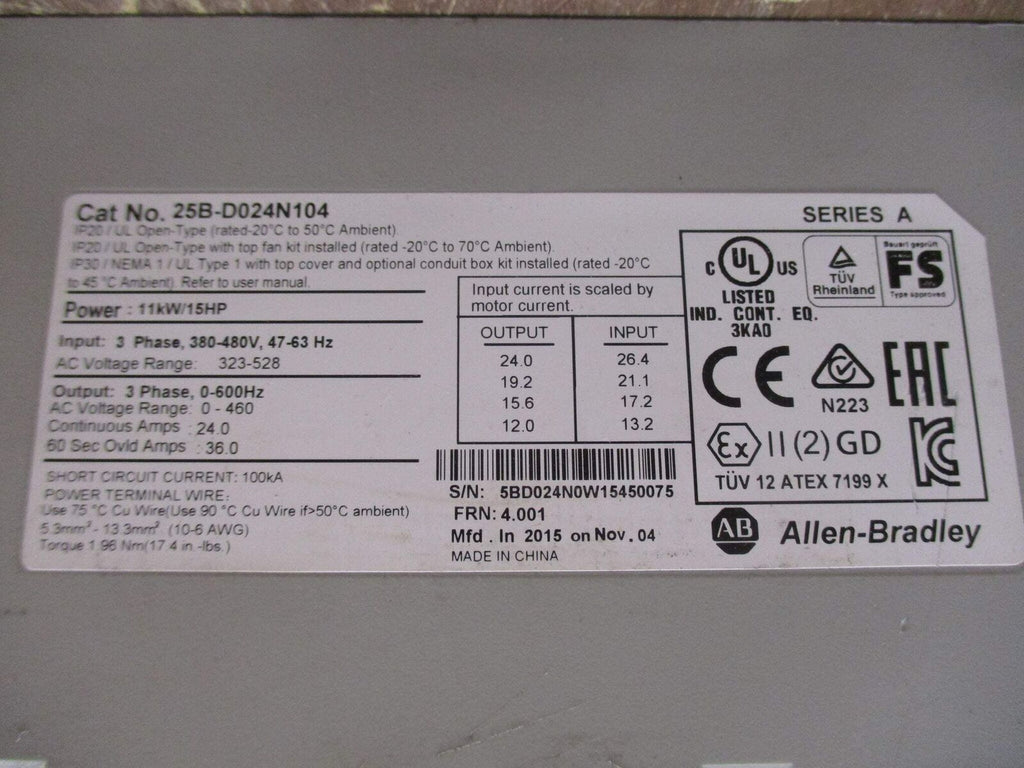 Cat No. 25B-D024N104
SERIES A
IP20 / UL Open-Type (rated-20°C to 50°C Ambient).
IP20 / UL Open-Type with top fan kit installed (rated -20°C to 70°C Ambient).
IP30 / NEMA 1 / UL Type 1 with top cover and optional conduit box kit installed (rated -20°C
to 45 °C Ambient). Refer to user manual.
Power : 11kW/15HP
Input: 3 Phase, 380-480V, 47-63 Hz
AC Voltage Range: 323-528
Output: 3 Phase, 0-600Hz
AC Voltage Range: 0 - 460
Continuous Amps : 24.0
60 Sec Ovld Amps : 36.0
SHORT CIRCUIT CURRENT: 100kA
POWER TERMINAL WIRE:
Use 75 °C Cu Wire(Use 90 °C Cu Wire if>50°C ambient)
5.3mm² - 13.3mm² (10-6 AWG)
Torque 1.96 Nm(17.4 in -lbs.)
Input current is scaled by
motor current.
OUTPUT INPUT
24.0 26.4
19.2 21.1
15.6 17.2
12.0 13.2
S/N: 5BD024N0W15450075
FRN: 4.001
Mfd . In 2015 on Nov. 04
MADE IN CHINA
C UL US
LISTED
IND. CONT. EQ.
3KA0
TÜV
Rheinland
Bauart geprüft
FS
Type approved
CE
N223
EAC
Ex II (2) GD
KC
TÜV 12 ATEX 7199 X
AB Allen-Bradley